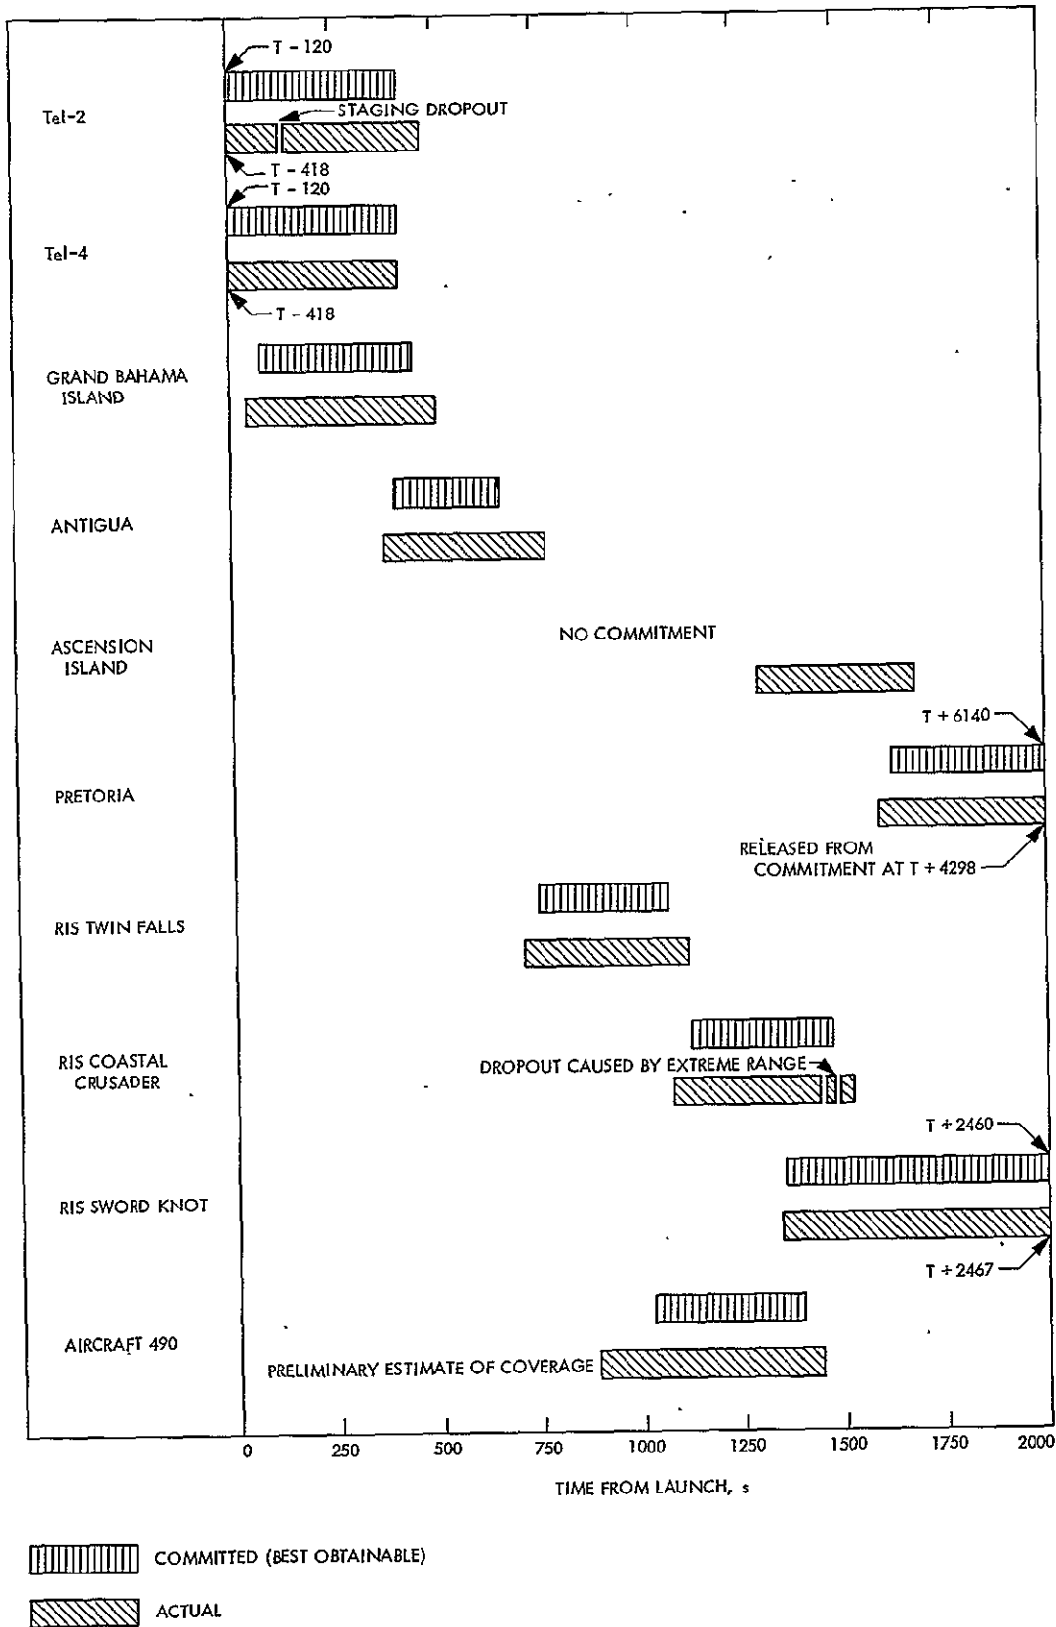 T - 120
Tel-2
STAGING DROPOUT
T - 418
T - 120
Tel-4
T - 418
GRAND BAHAMA
ISLAND
ANTIGUA
NO COMMITMENT
ASCENSION
ISLAND
T + 6140
PRETORIA
RELEASED FROM
COMMITMENT AT T + 4298
RIS TWIN FALLS
RIS COASTAL
CRUSADER
DROPOUT CAUSED BY EXTREME RANGE
T + 2460
RIS SWORD KNOT
T + 2467
AIRCRAFT 490
PRELIMINARY ESTIMATE OF COVERAGE
0 250 500 750 1000 1250 1500 1750 2000
TIME FROM LAUNCH, s
COMMITTED (BEST OBTAINABLE)
ACTUAL